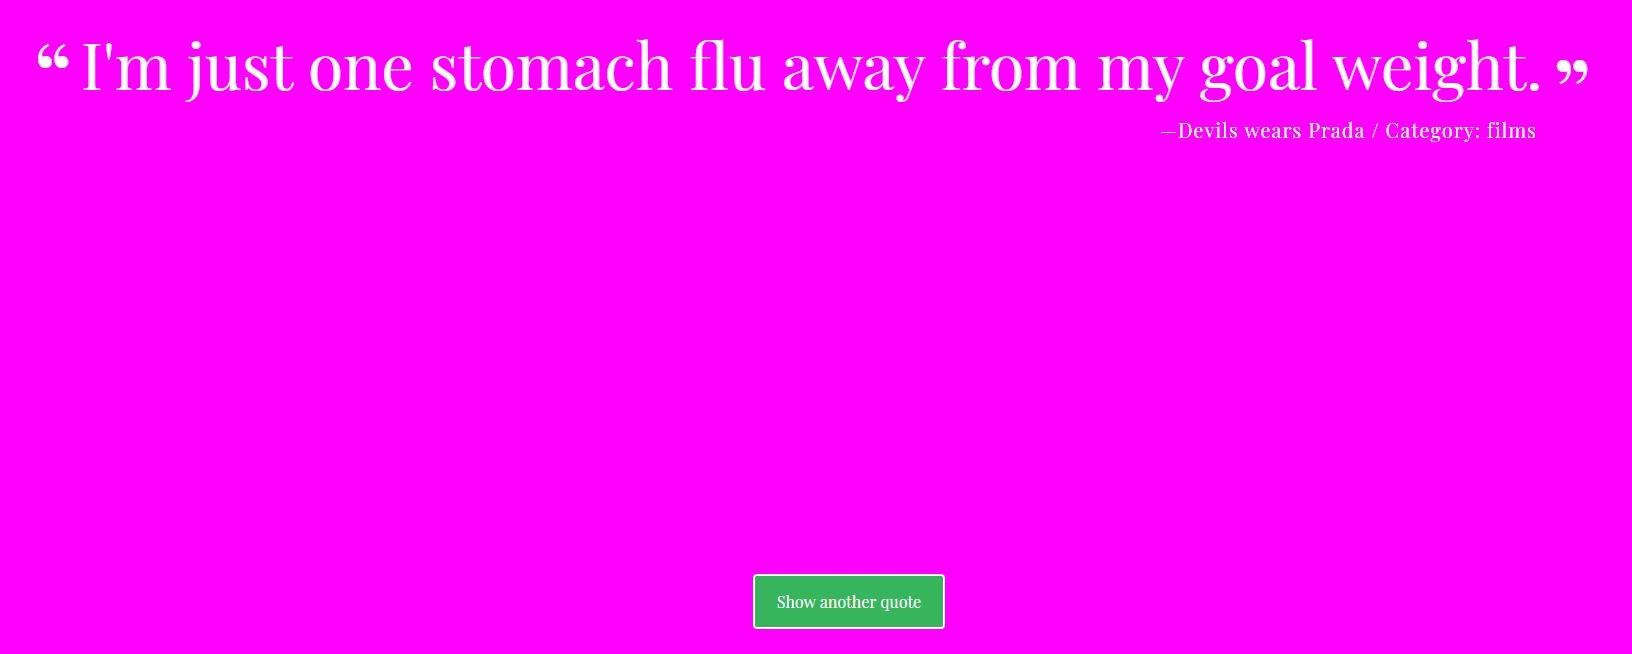 “ I'm just one stomach flu away from my goal weight. ”
—Devils wears Prada / Category: films
Show another quote